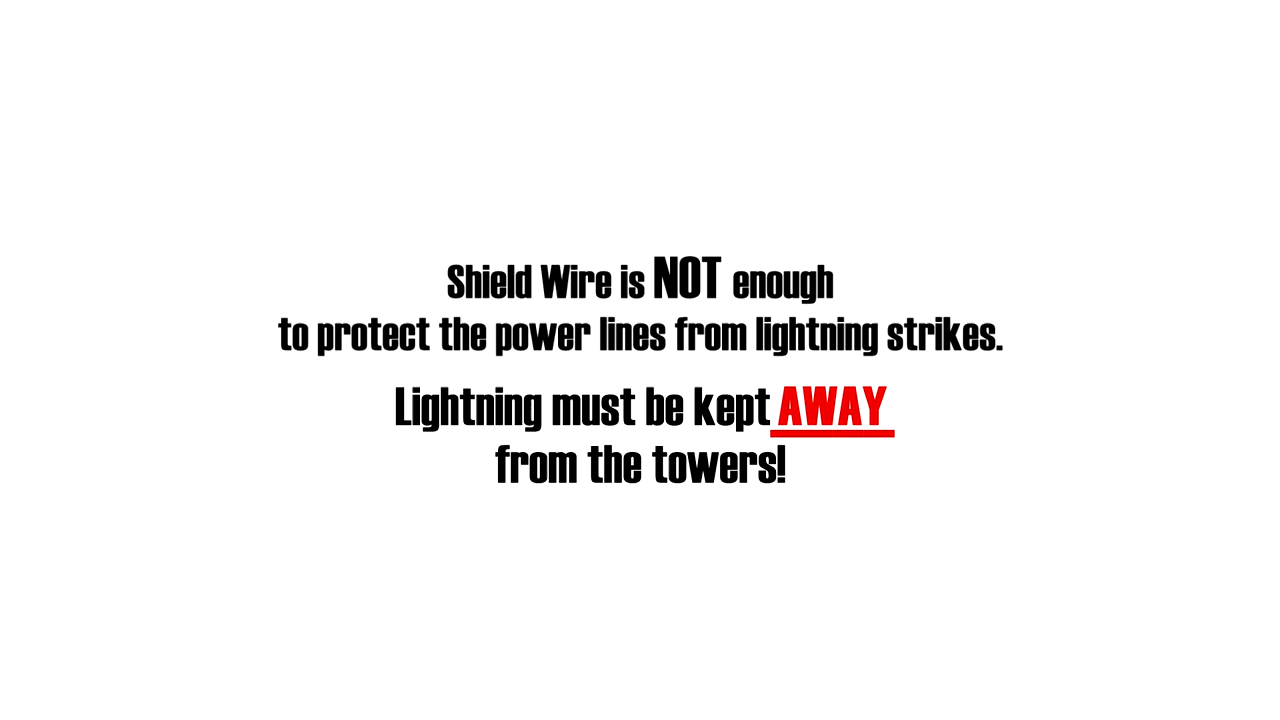 Shield Wire is NOT enough
to protect the power lines from lightning strikes.
Lightning must be kept AWAY
from the towers!